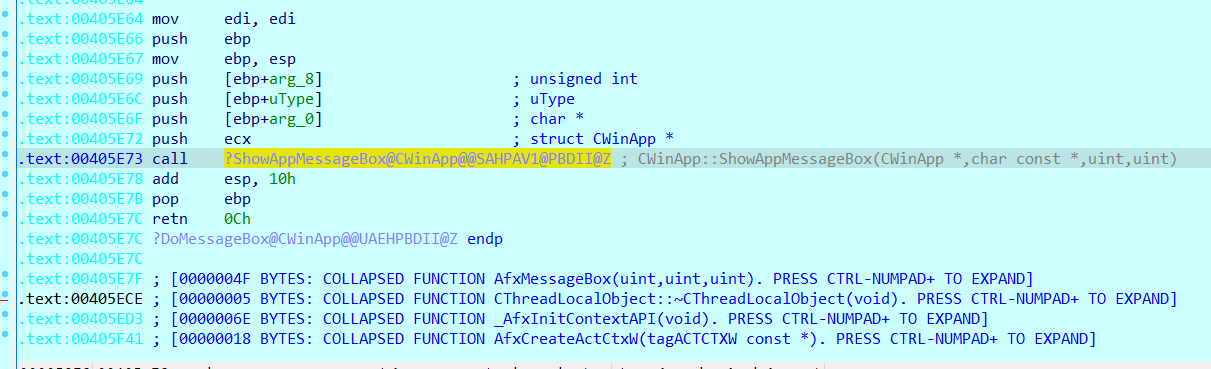 .text:00405E64 mov     edi, edi
.text:00405E66 push    ebp
.text:00405E67 mov     ebp, esp
.text:00405E69 push    [ebp+arg_8]                     ; unsigned int
.text:00405E6C push    [ebp+uType]                     ; uType
.text:00405E6F push    [ebp+arg_0]                     ; char *
.text:00405E72 push    ecx                             ; struct CWinApp *
.text:00405E73 call    ?ShowAppMessageBox@CWinApp@@SAHPAV1@PBDII@Z ; CWinApp::ShowAppMessageBox(CWinApp *,char const *,uint,uint)
.text:00405E78 add     esp, 10h
.text:00405E7B pop     ebp
.text:00405E7C retn    0Ch
.text:00405E7C ?DoMessageBox@CWinApp@@UAEHPBDII@Z endp
.text:00405E7C
.text:00405E7F ; [0000004F BYTES: COLLAPSED FUNCTION AfxMessageBox(uint,uint,uint). PRESS CTRL-NUMPAD+ TO EXPAND]
.text:00405ECE ; [00000005 BYTES: COLLAPSED FUNCTION CThreadLocalObject::~CThreadLocalObject(void). PRESS CTRL-NUMPAD+ TO EXPAND]
.text:00405ED3 ; [0000006E BYTES: COLLAPSED FUNCTION _AfxInitContextAPI(void). PRESS CTRL-NUMPAD+ TO EXPAND]
.text:00405F41 ; [00000018 BYTES: COLLAPSED FUNCTION AfxCreateActCtxW(tagACTCTXW const *). PRESS CTRL-NUMPAD+ TO EXPAND]